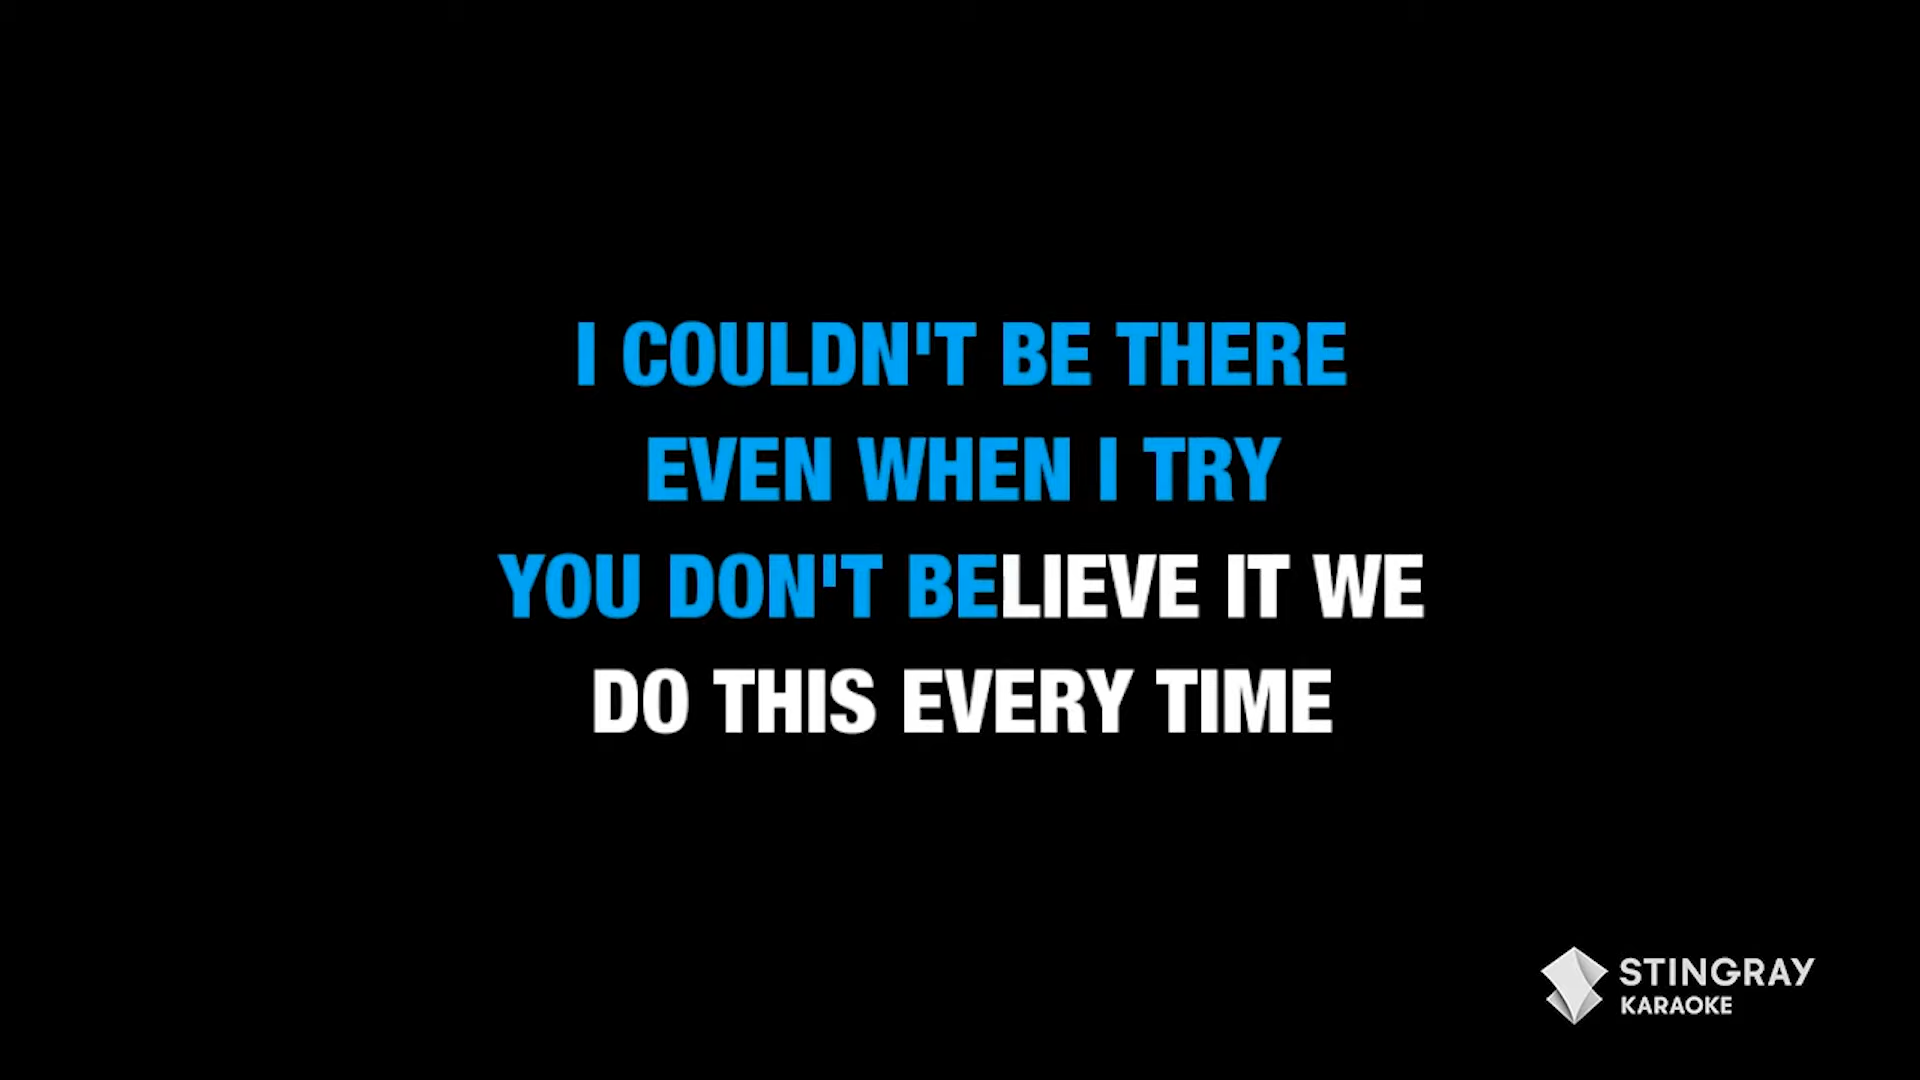 I COULDN'T BE THERE
EVEN WHEN I TRY
YOU DON'T BELIEVE IT WE
DO THIS EVERY TIME
STINGRAY
KARAOKE